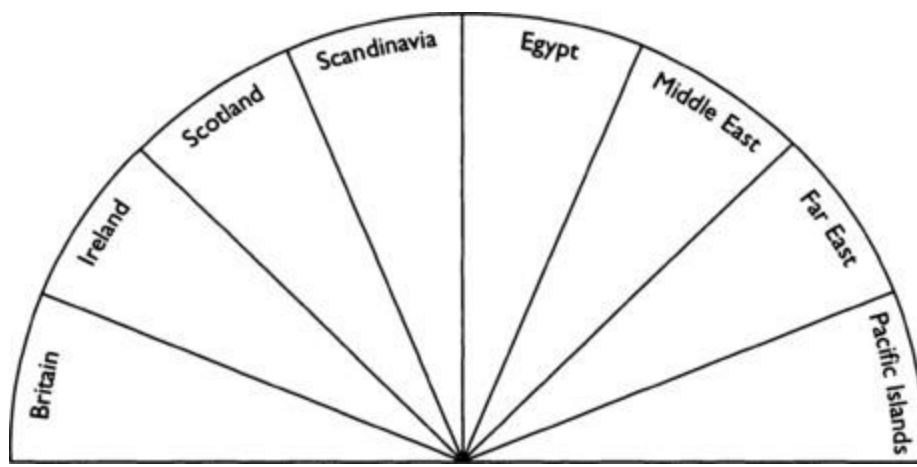 Britain
Ireland
Scotland
Scandinavia
Egypt
Middle East
Far East
Pacific Islands